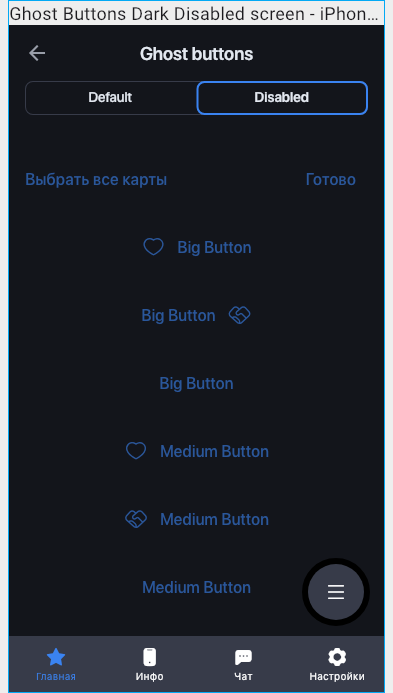 Ghost Buttons Dark Disabled screen - iPhon...
Ghost buttons
Default Disabled
Выбрать все карты Готово
Big Button
Big Button
Big Button
Medium Button
Medium Button
Medium Button
Главная Инфо Чат Настройки